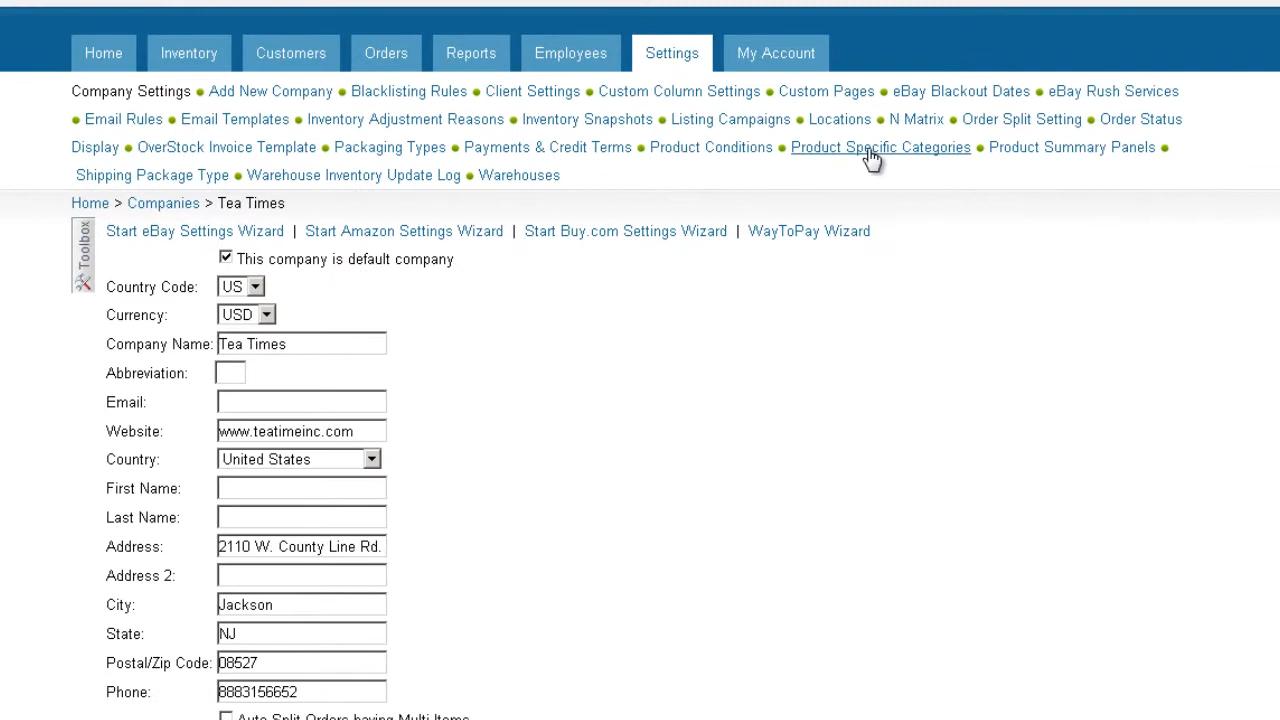 Home Inventory Customers Orders Reports Employees Settings My Account
Company Settings Add New Company Blacklisting Rules Client Settings Custom Column Settings Custom Pages eBay Blackout Dates eBay Rush Services
Email Rules Email Templates Inventory Adjustment Reasons Inventory Snapshots Listing Campaigns Locations N Matrix Order Split Setting Order Status
Display OverStock Invoice Template Packaging Types Payments & Credit Terms Product Conditions Product Specific Categories Product Summary Panels
Shipping Package Type Warehouse Inventory Update Log Warehouses
Home > Companies > Tea Times
Toolbox
Start eBay Settings Wizard | Start Amazon Settings Wizard | Start Buy.com Settings Wizard | WayToPay Wizard
This company is default company
Country Code: US
Currency: USD
Company Name: Tea Times
Abbreviation:
Email:
Website: www.teatimeinc.com
Country: United States
First Name:
Last Name:
Address: 2110 W. County Line Rd.
Address 2:
City: Jackson
State: NJ
Postal/Zip Code: 08527
Phone: 8883156652
Auto Split Orders having Multi Items